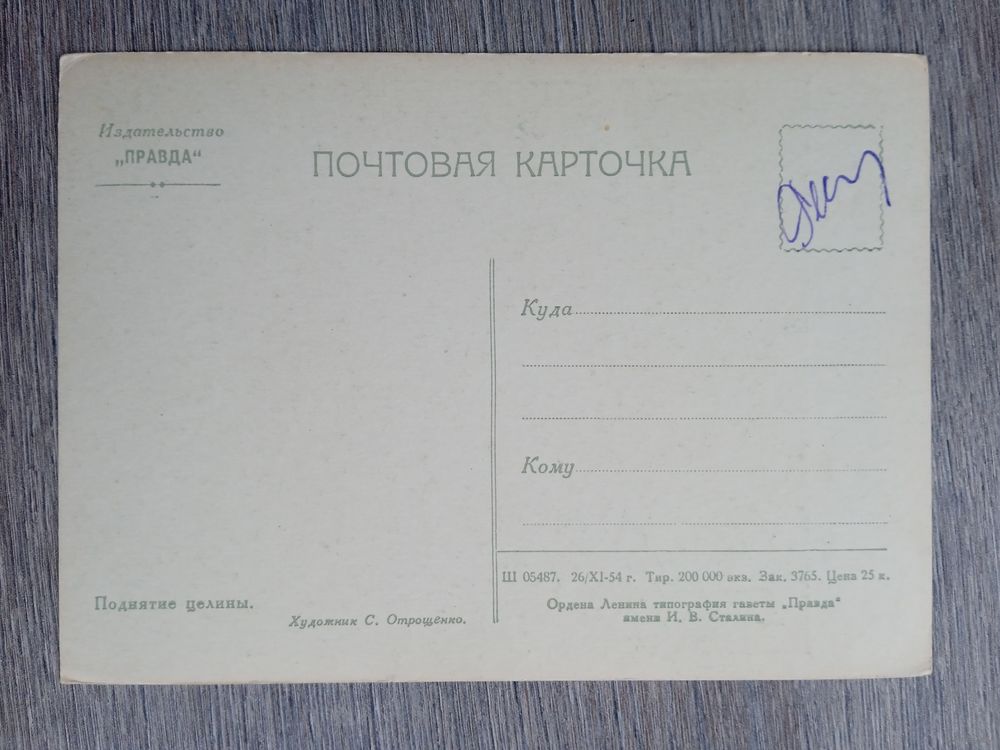 Издательство
„ПРАВДА“
ПОЧТОВАЯ КАРТОЧКА
Куда
Кому
Ш 05487. 26/XI-54 г. Тир. 200 000 экз. Зак. 3765. Цена 25 к.
Ордена Ленина типография газеты „Правда“
имени И. В. Сталина.
Поднятие целины.
Художник С. Отрощенко.